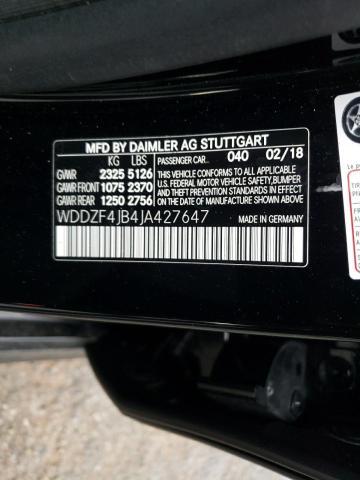 MFD BY DAIMLER AG STUTTGART
KG LBS PASSENGER CAR.. 040 02/18
GVWR 2325 5126 THIS VEHICLE CONFORMS TO ALL APPLICABLE
GAWR FRONT 1075 2370 U.S. FEDERAL MOTOR VEHICLE SAFETY,BUMPER
GAWR REAR 1250 2756 AND THEFT PREVENTION STANDARDS IN EFFECT
ON THE DATE OF MANUFACTURE SHOWN ABOVE
WDDZF4JB4JA427647 MADE IN GERMANY